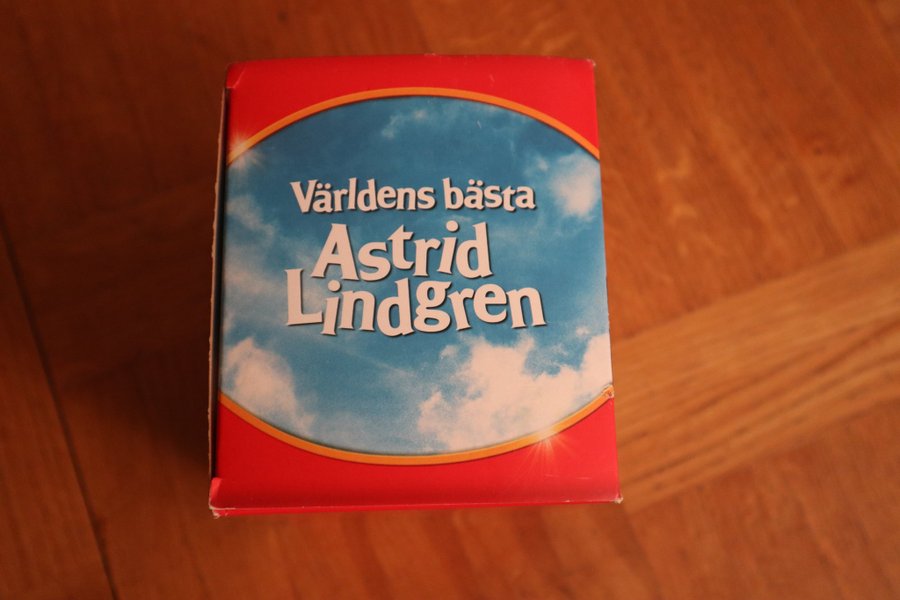 Världens bästa
Astrid
Lindgren